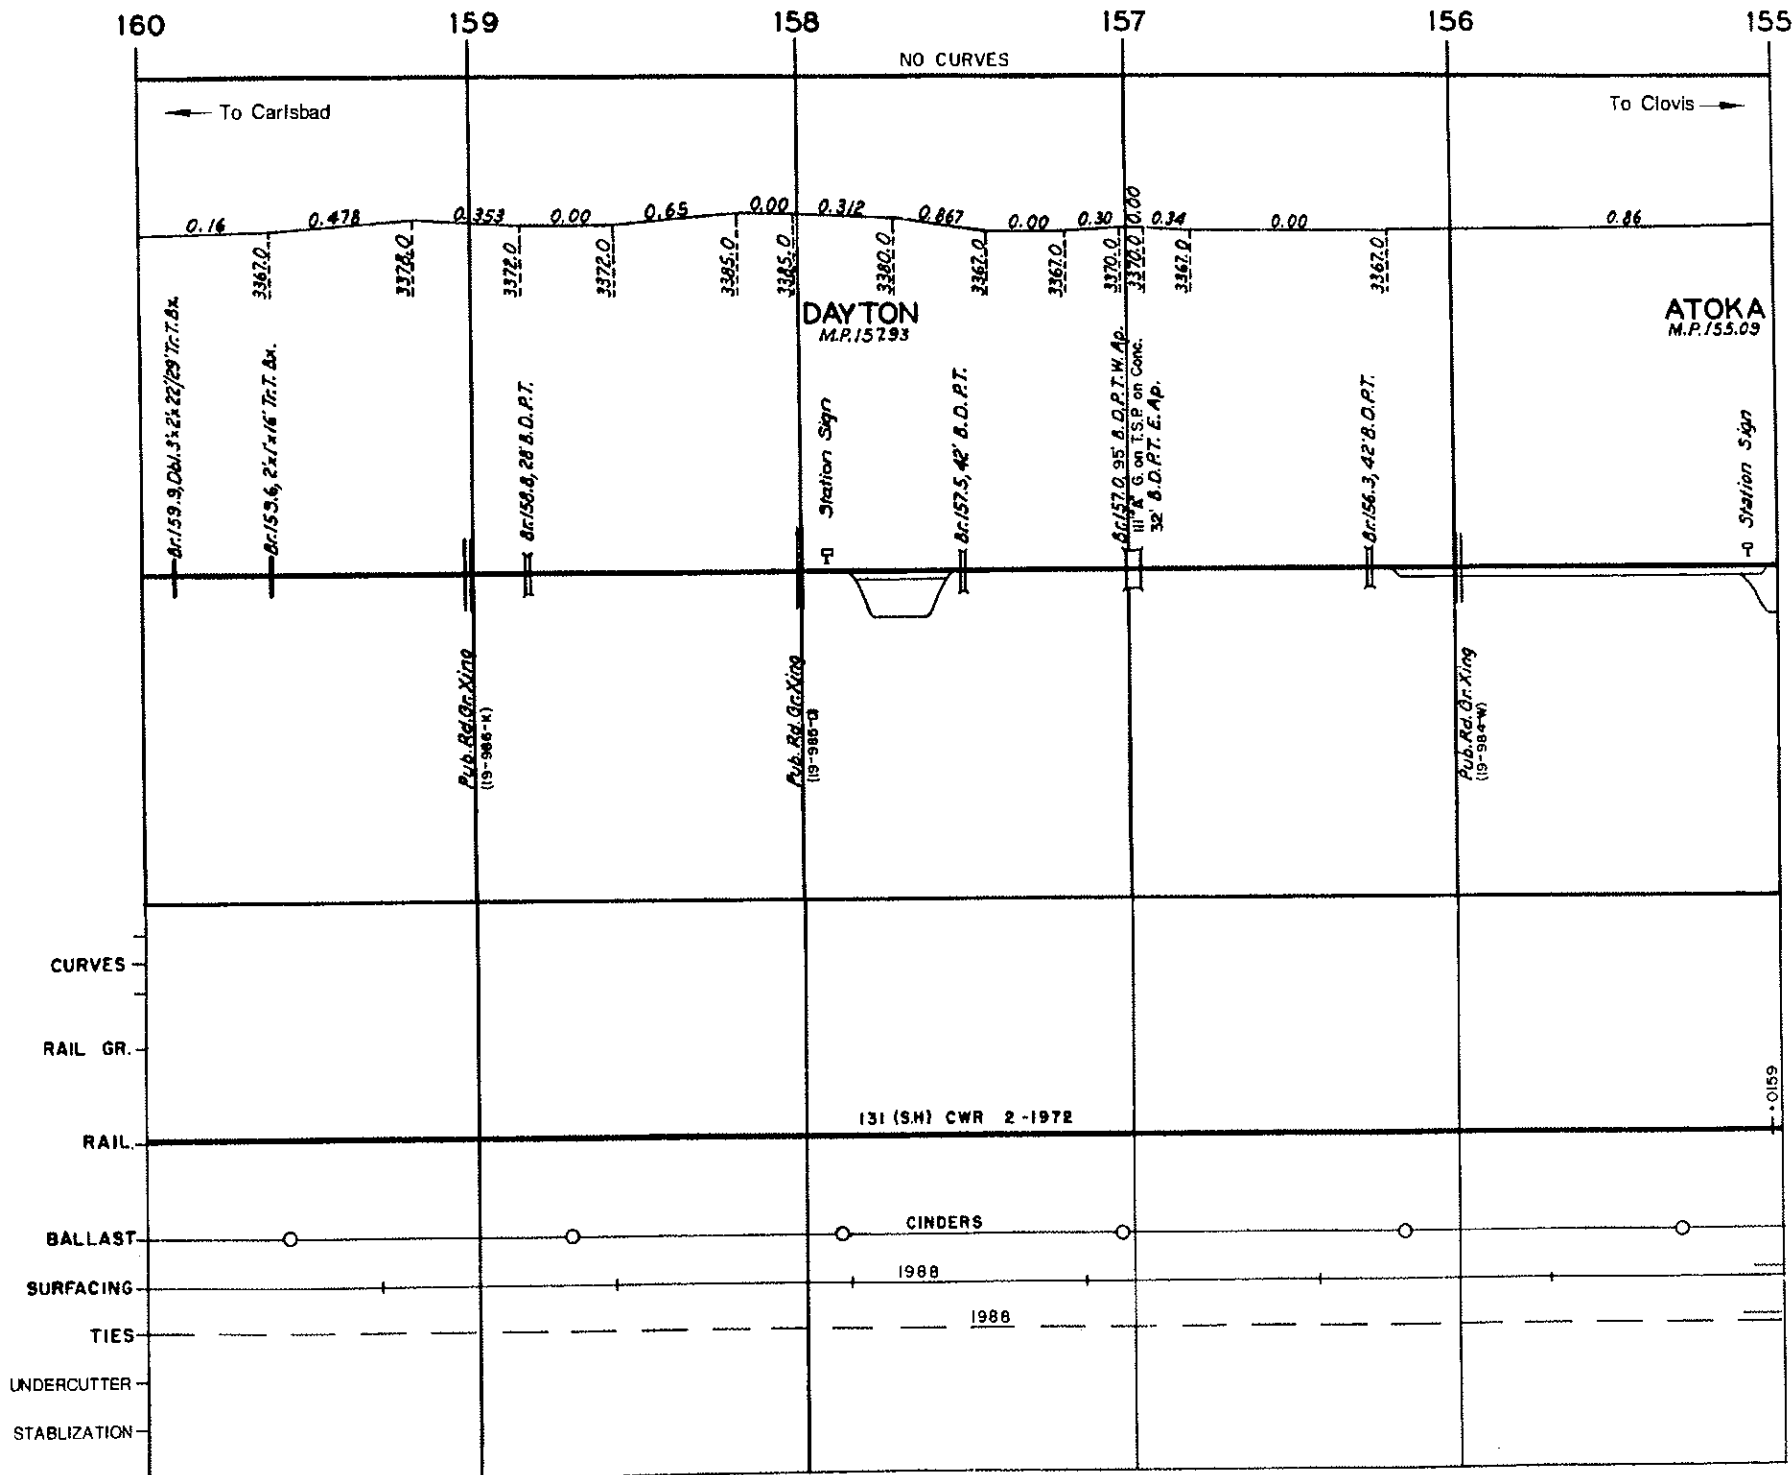 160
159
158
157
156
155
NO CURVES
To Carlsbad
To Clovis
0.16
0.478
0.353
0.00
0.65
0.00
0.312
0.867
0.00
0.30
0.00
0.34
0.00
0.86
3367.0
3378.0
3372.0
3372.0
3385.0
3385.0
3380.0
3367.0
3367.0
3370.0
3370.0
3367.0
3367.0
DAYTON
M.P.157.93
ATOKA
M.P.155.09
Br.159.9, Dbl.3'x2'x22'/29' Tr.T.Bx.
Br.159.6, 2'x1'x16' Tr.T.Bx.
Br.158.8, 28' B.D.P.T.
Station Sign
Br.157.5, 42' B.D.P.T.
Br.157.0, 95' B.D.P.T.W.Ap.
111' "A" G. on T.S.P. on Conc.
32' B.D.P.T. E.Ap.
Br.156.3, 42' B.D.P.T.
Station Sign
Pub.Rd.Gr.Xing
(19-986-K)
Pub.Rd.Gr.Xing
Pub.Rd.Gr.Xing
(19-984-W)
CURVES
RAIL GR.
+0159
131 (S.H) CWR 2-1972
RAIL
CINDERS
BALLAST
1988
SURFACING
1988
TIES
UNDERCUTTER
STABLIZATION